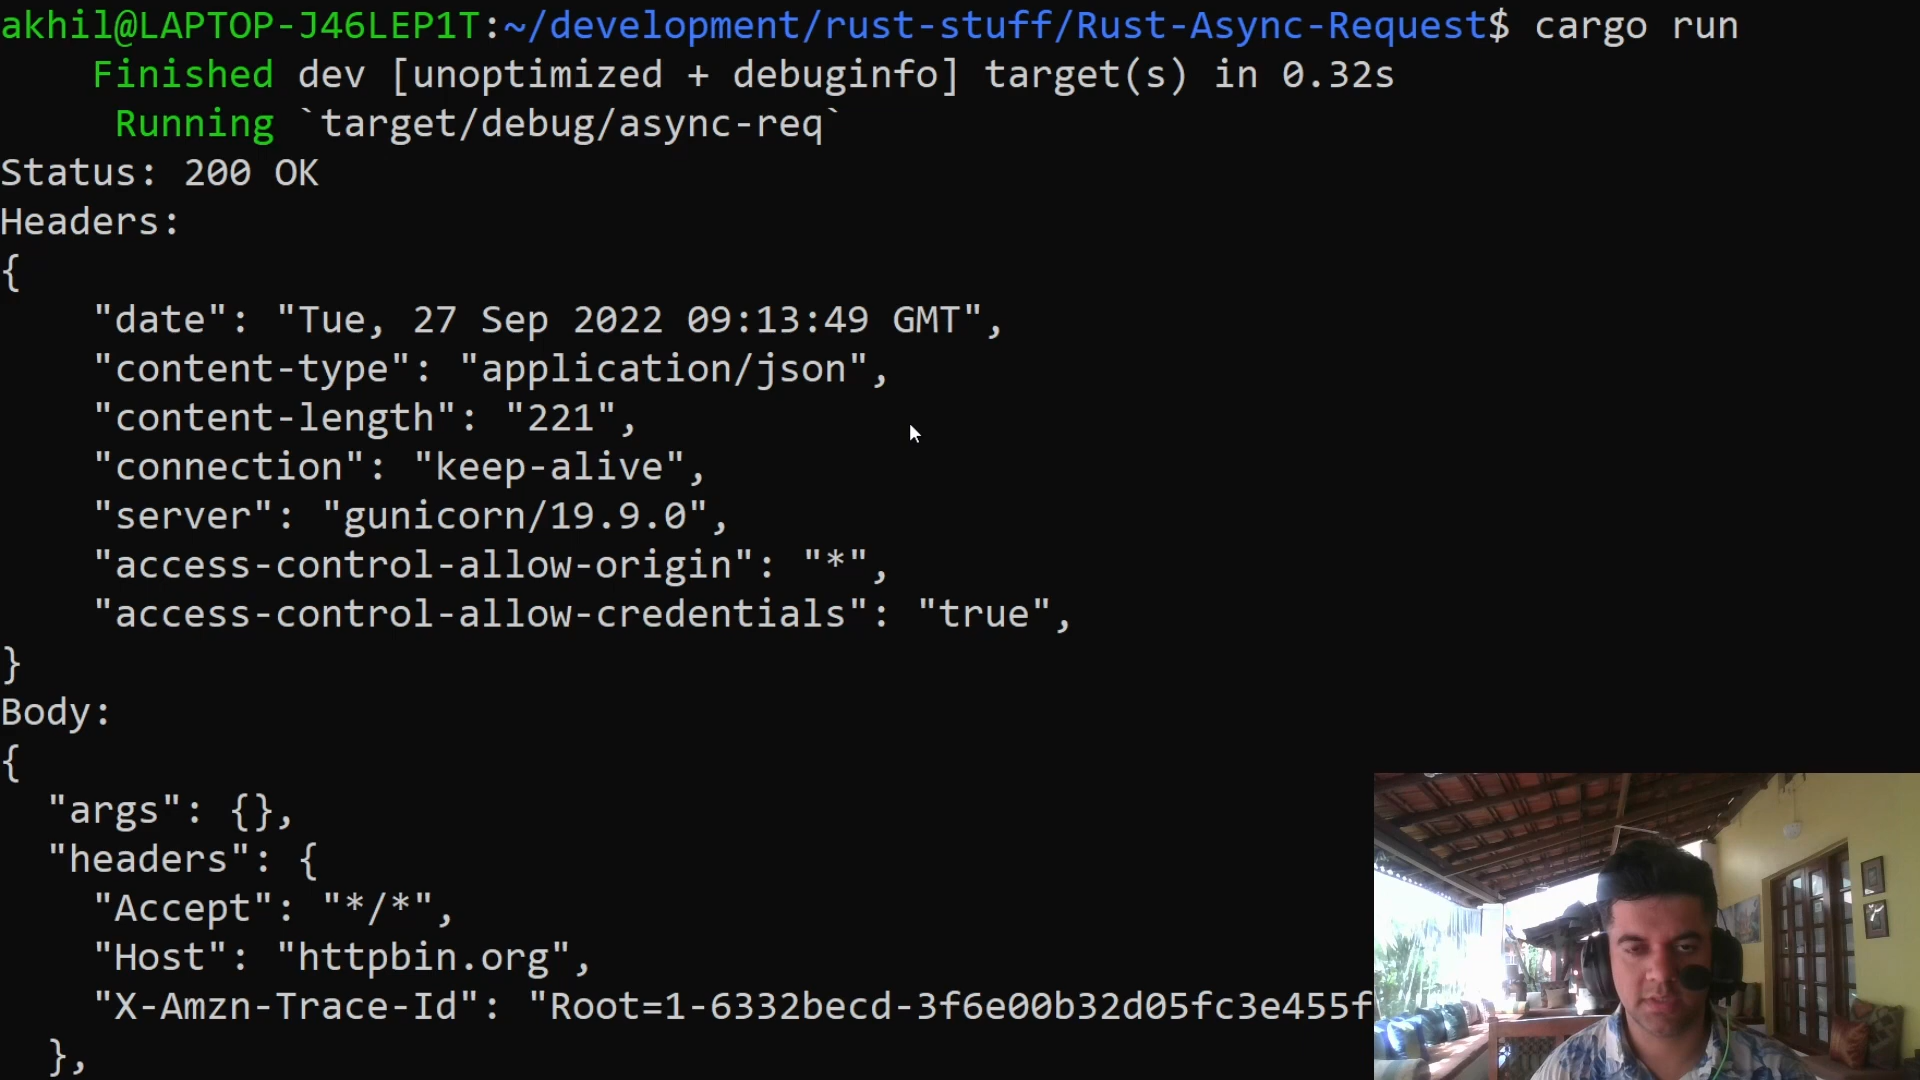 akhil@LAPTOP-J46LEP1T:~/development/rust-stuff/Rust-Async-Request$ cargo run
    Finished dev [unoptimized + debuginfo] target(s) in 0.32s
     Running `target/debug/async-req`
Status: 200 OK
Headers:
{
    "date": "Tue, 27 Sep 2022 09:13:49 GMT",
    "content-type": "application/json",
    "content-length": "221",
    "connection": "keep-alive",
    "server": "gunicorn/19.9.0",
    "access-control-allow-origin": "*",
    "access-control-allow-credentials": "true",
}
Body:
{
  "args": {},
  "headers": {
    "Accept": "*/*",
    "Host": "httpbin.org",
    "X-Amzn-Trace-Id": "Root=1-6332becd-3f6e00b32d05fc3e455f
  },